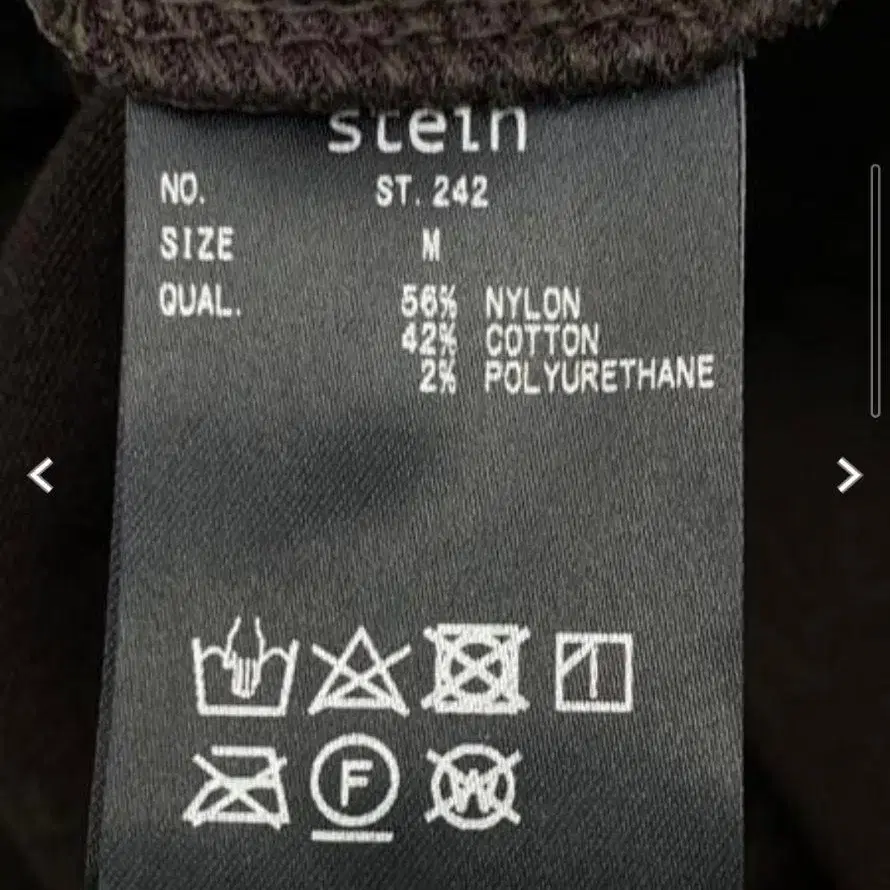 stein
NO. ST. 242
SIZE M
QUAL. 56% NYLON
42% COTTON
2% POLYURETHANE
F
W